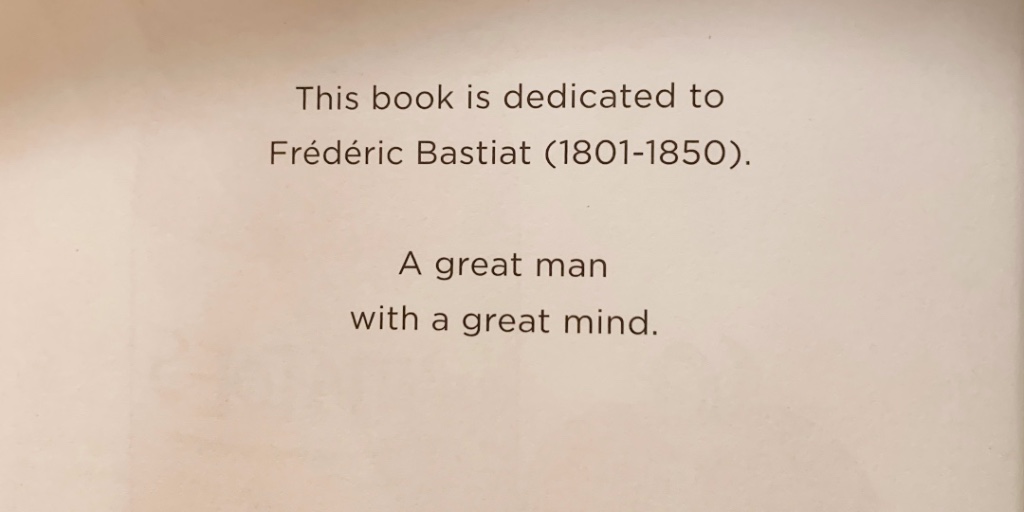 This book is dedicated to
Frédéric Bastiat (1801-1850).
A great man
with a great mind.